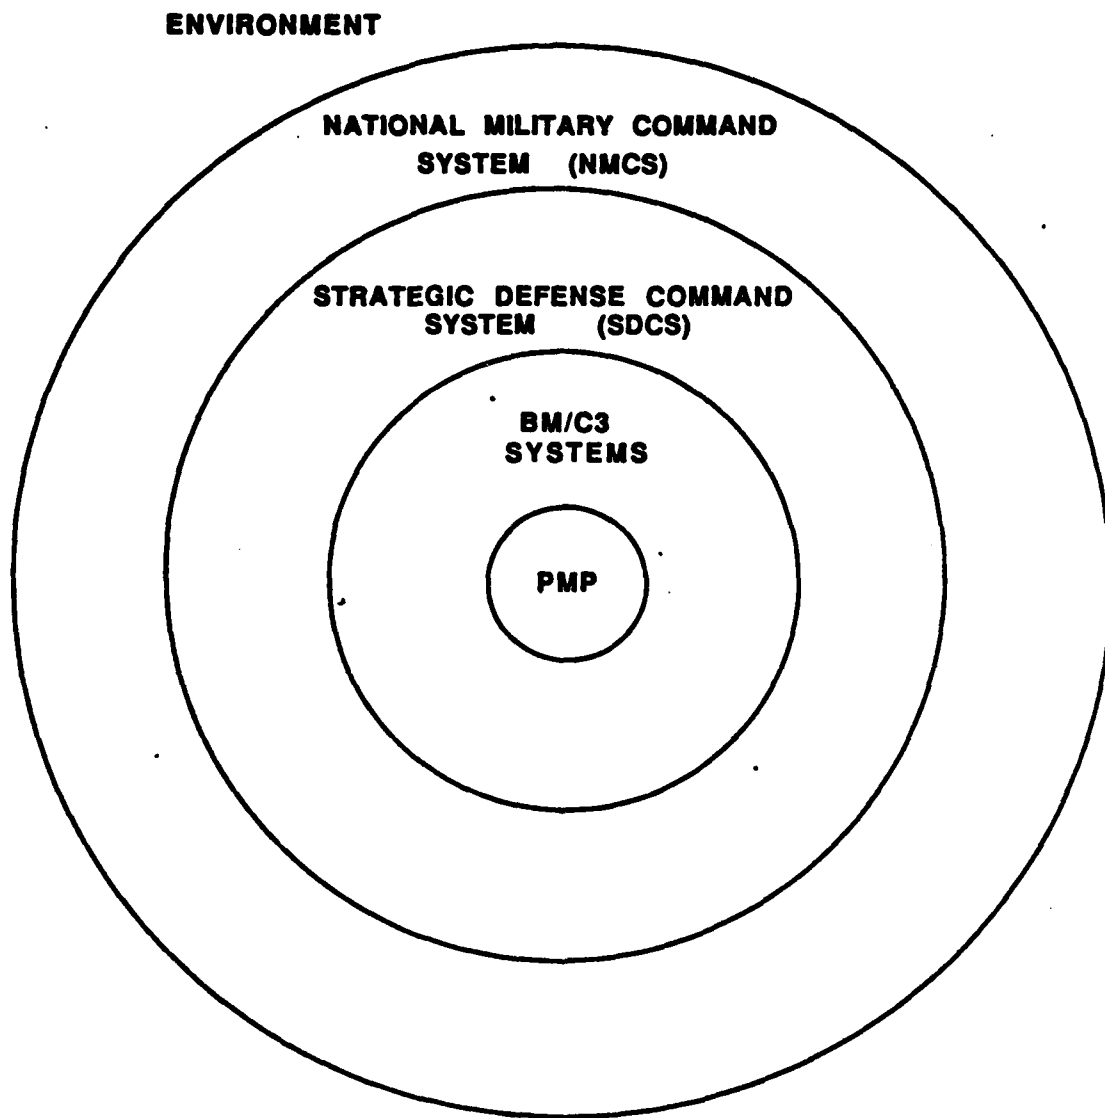 ENVIRONMENT
NATIONAL MILITARY COMMAND
SYSTEM (NMCS)
STRATEGIC DEFENSE COMMAND
SYSTEM (SDCS)
BM/C3
SYSTEMS
PMP